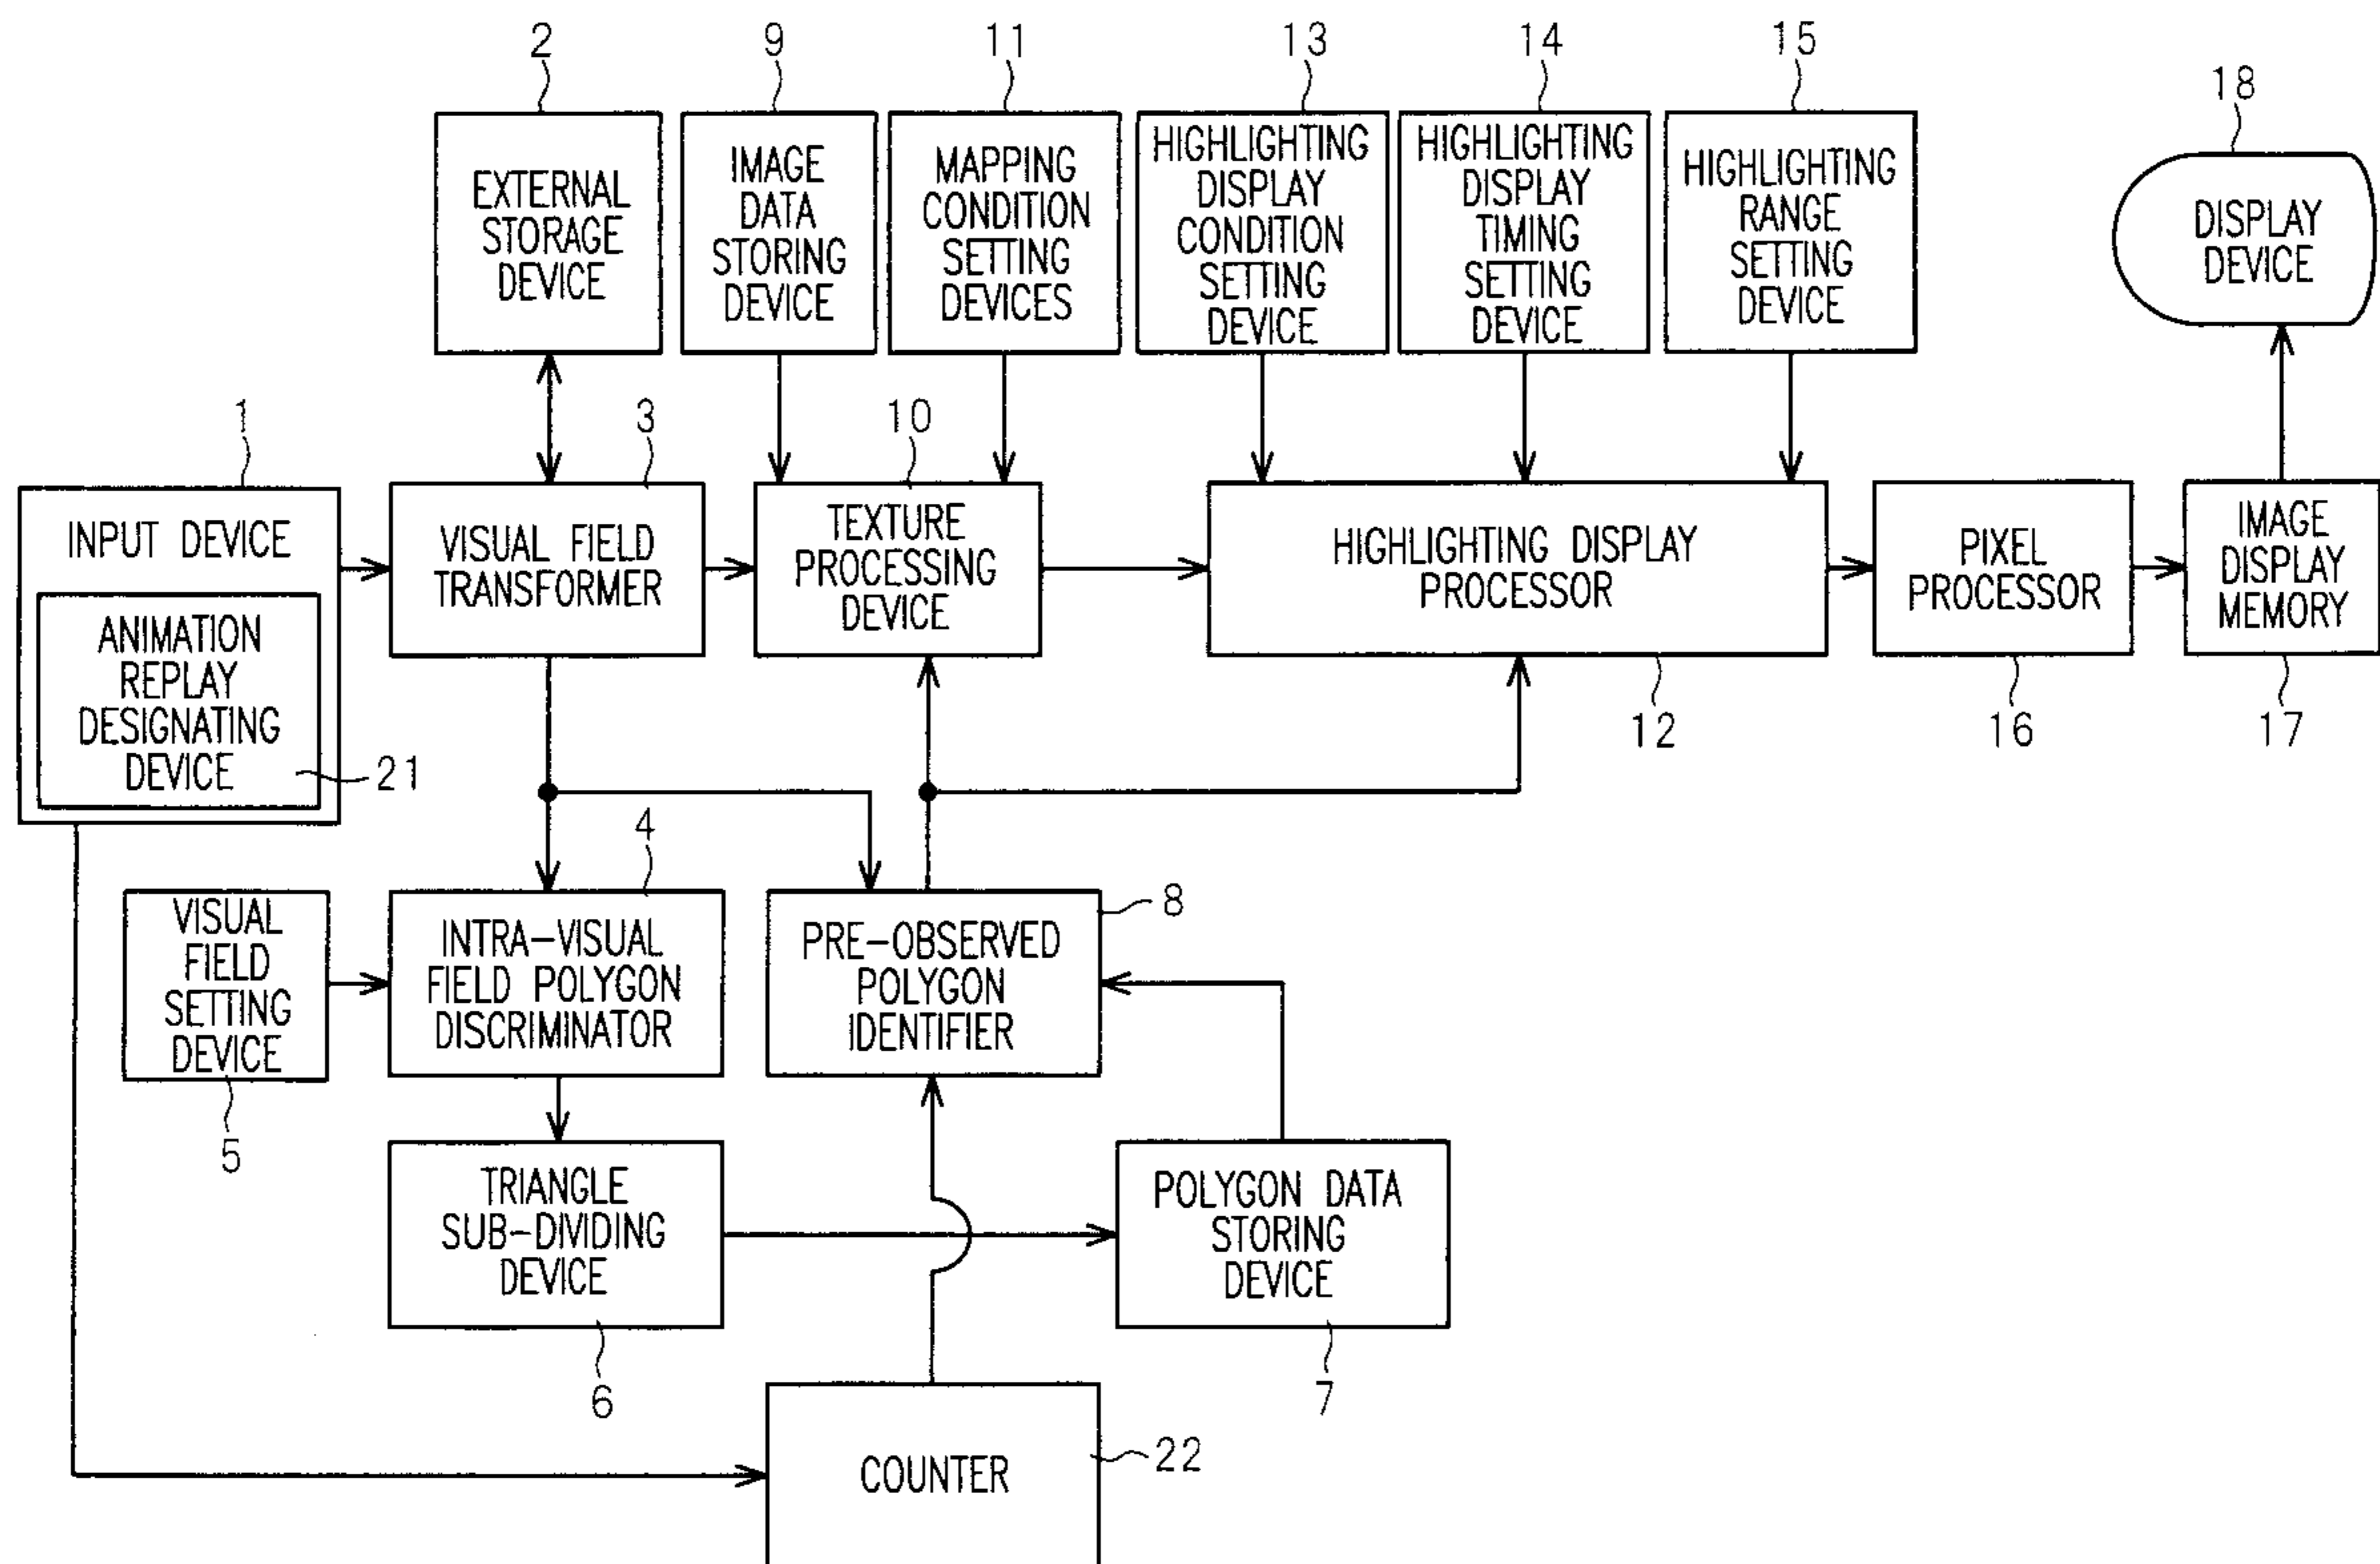 2
9
11
13
14
15
18
EXTERNAL
STORAGE
DEVICE
IMAGE
DATA
STORING
DEVICE
MAPPING
CONDITION
SETTING
DEVICES
HIGHLIGHTING
DISPLAY
CONDITION
SETTING
DEVICE
HIGHLIGHTING
DISPLAY
TIMING
SETTING
DEVICE
HIGHLIGHTING
RANGE
SETTING
DEVICE
DISPLAY
DEVICE
1
3
10
INPUT DEVICE
ANIMATION
REPLAY
DESIGNATING
DEVICE
21
VISUAL FIELD
TRANSFORMER
TEXTURE
PROCESSING
DEVICE
HIGHLIGHTING DISPLAY
PROCESSOR
12
PIXEL
PROCESSOR
16
IMAGE
DISPLAY
MEMORY
17
4
8
VISUAL
FIELD
SETTING
DEVICE
5
INTRA-VISUAL
FIELD POLYGON
DISCRIMINATOR
PRE-OBSERVED
POLYGON
IDENTIFIER
TRIANGLE
SUB-DIVIDING
DEVICE
6
POLYGON DATA
STORING
DEVICE
7
COUNTER
22